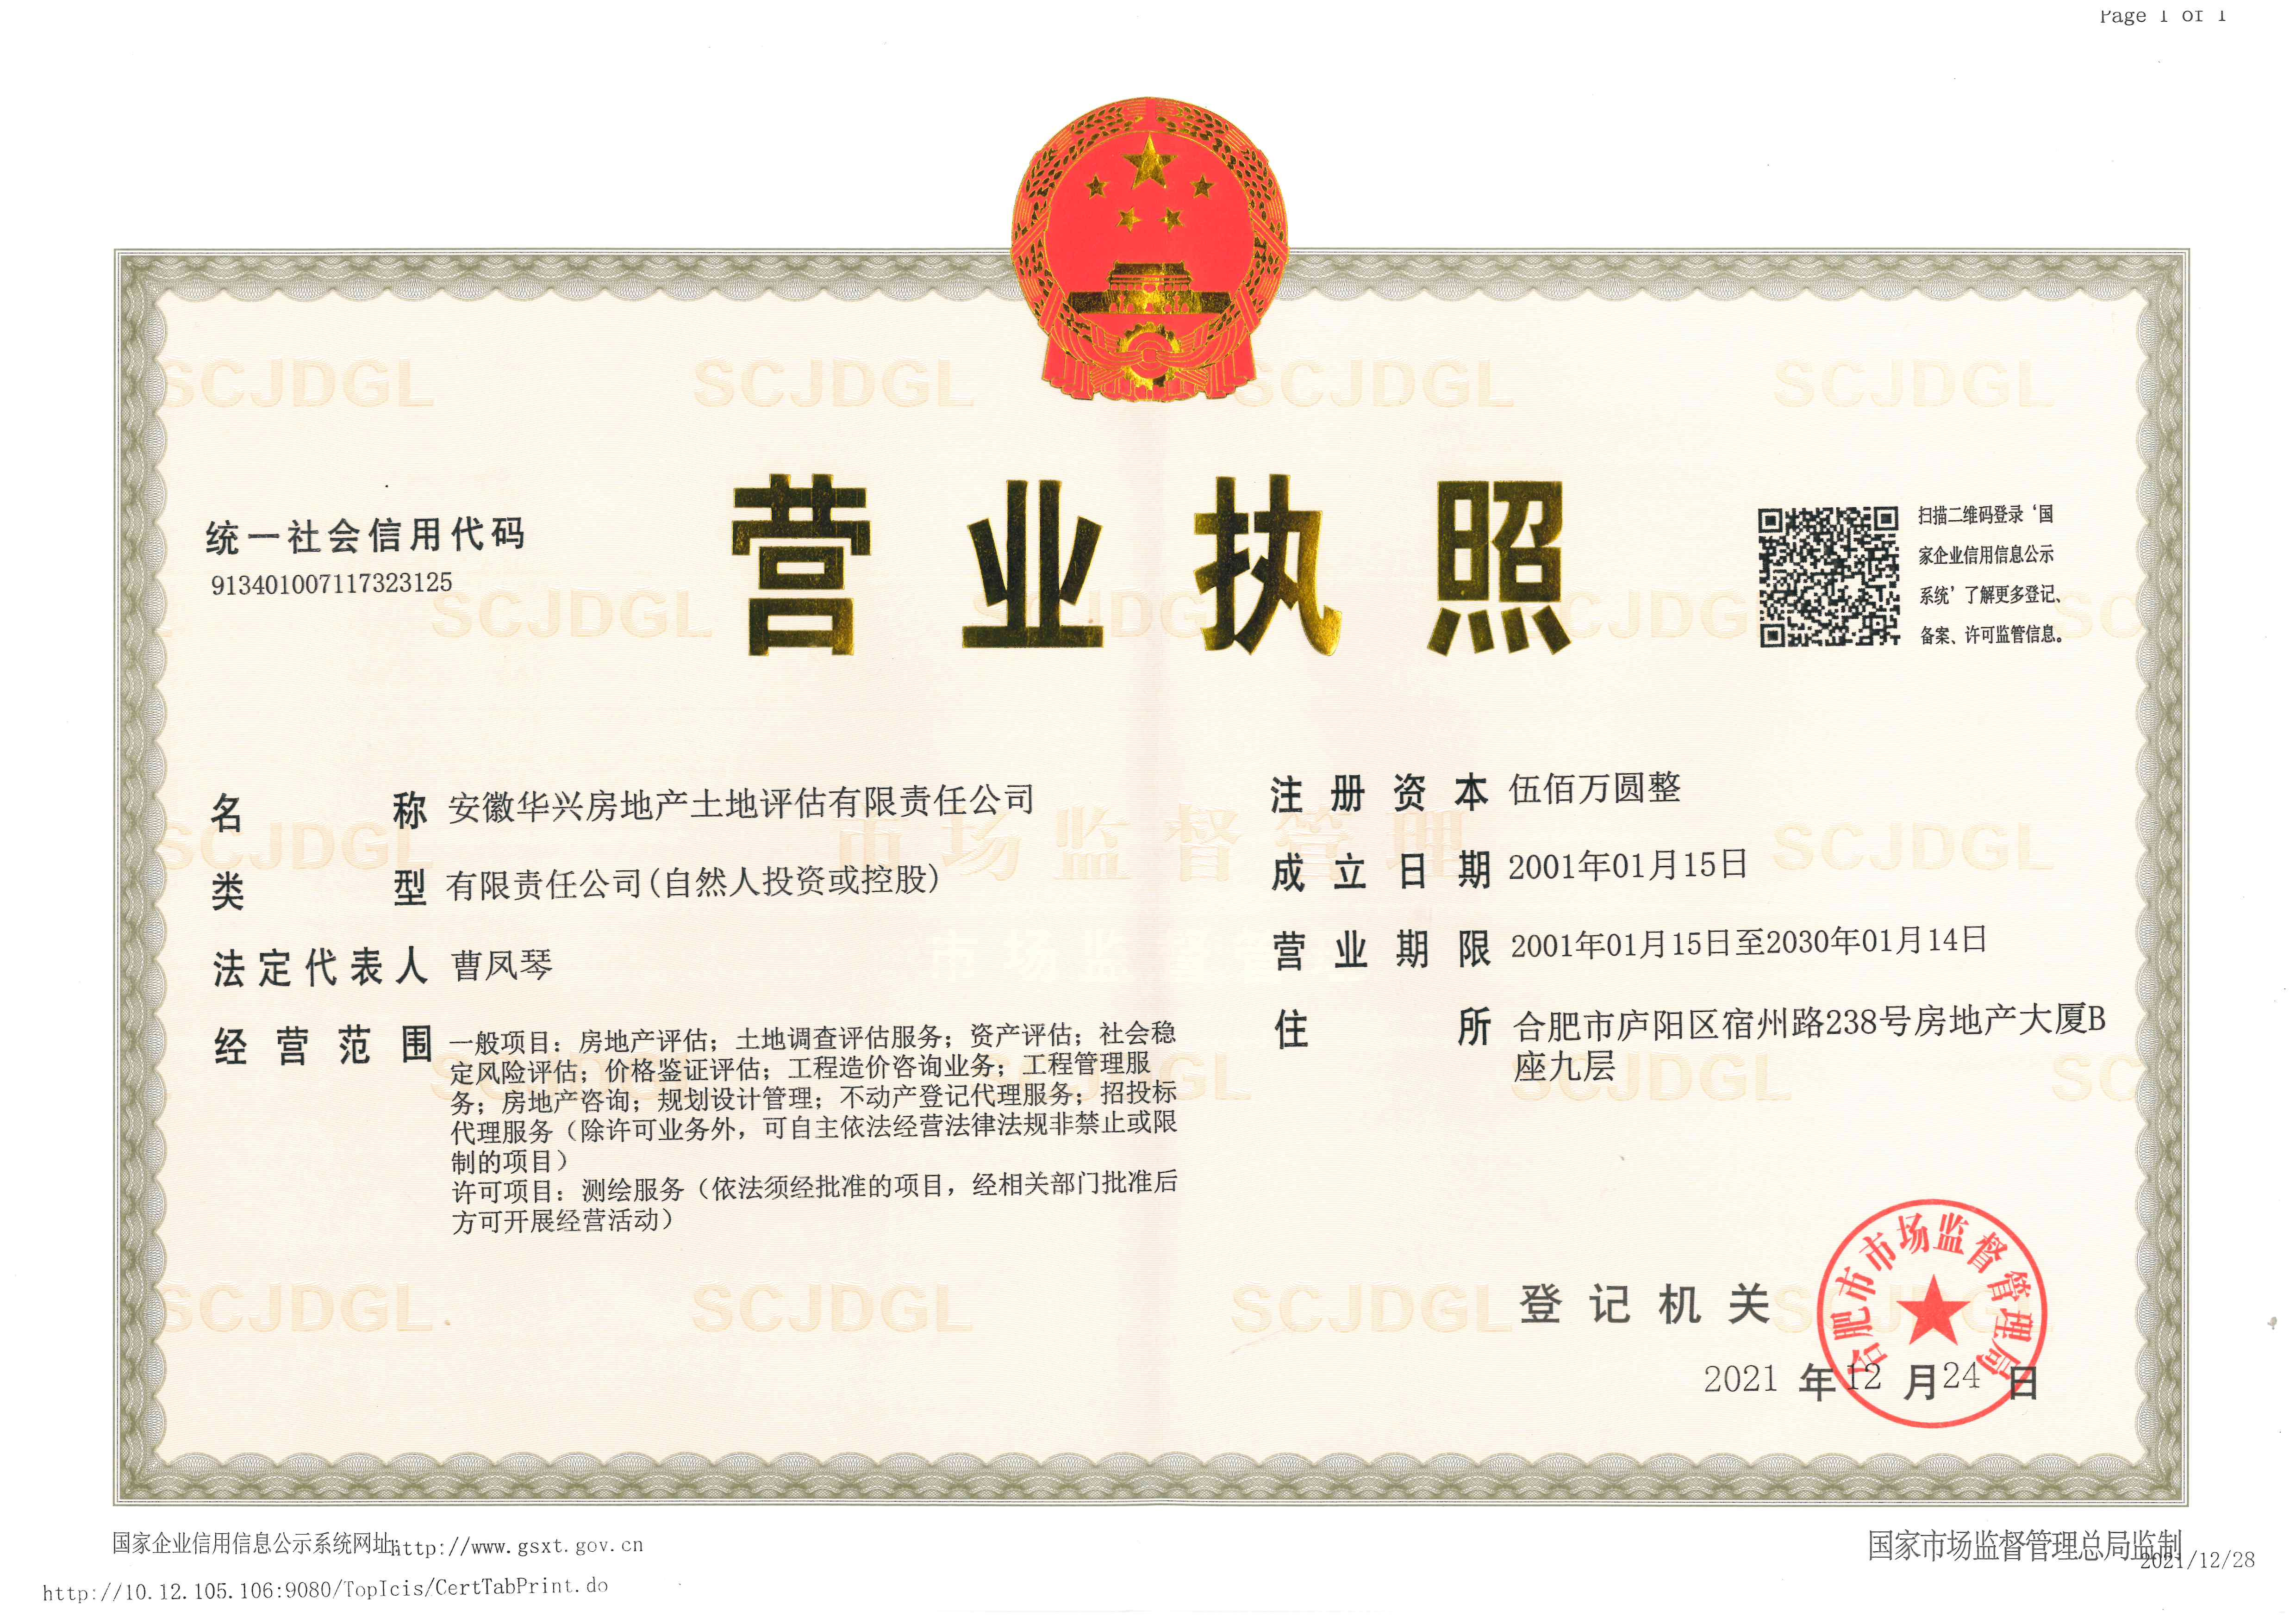 Page 1 of 1
营业执照
统一社会信用代码
913401007117323125
扫描二维码登录‘国
家企业信用信息公示
系统’了解更多登记、
备案、许可监管信息。
名称 安徽华兴房地产土地评估有限责任公司
类型 有限责任公司(自然人投资或控股)
法定代表人 曹凤琴
经营范围 一般项目：房地产评估；土地调查评估服务；资产评估；社会稳
定风险评估；价格鉴证评估；工程造价咨询业务；工程管理服
务；房地产咨询；规划设计管理；不动产登记代理服务；招投标
代理服务（除许可业务外，可自主依法经营法律法规非禁止或限
制的项目）
许可项目：测绘服务（依法须经批准的项目，经相关部门批准后
方可开展经营活动）
注册资本 伍佰万圆整
成立日期 2001年01月15日
营业期限 2001年01月15日至2030年01月14日
住所 合肥市庐阳区宿州路238号房地产大厦B
座九层
登记机关
合肥市市场监督管理局
2021 年 12 月 24 日
SCJDGL
市场监督管理
国家企业信用信息公示系统网址:http://www.gsxt.gov.cn
国家市场监督管理总局监制
http://10.12.105.106:9080/TopIcis/CertTabPrint.do
2021/12/28